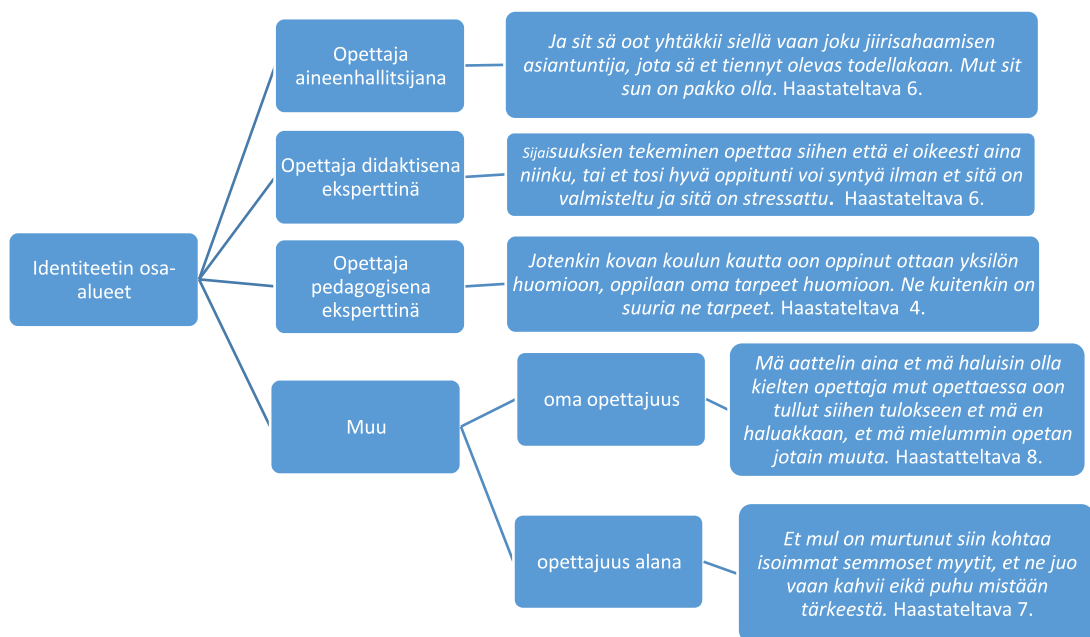 Identiteetin osa-
alueet
Opettaja
aineenhallitsijana
Ja sit sä oot yhtäkkii siellä vaan joku jiirisahaamisen
asiantuntija, jota sä et tiennyt olevas todellakaan. Mut sit
sun on pakko olla. Haastateltava 6.
Opettaja didaktisena
eksperttinä
Sijaisuuksien tekeminen opettaa siihen että ei oikeesti aina
niinku, tai et tosi hyvä oppitunti voi syntyä ilman et sitä on
valmisteltu ja sitä on stressattu. Haastateltava 6.
Opettaja
pedagogisena
eksperttinä
Jotenkin kovan koulun kautta oon oppinut ottaan yksilön
huomioon, oppilaan oma tarpeet huomioon. Ne kuitenkin on
suuria ne tarpeet. Haastateltava 4.
Muu
oma opettajuus
Mä aattelin aina et mä haluisin olla
kielten opettaja mut opettaessa oon
tullut siihen tulokseen et mä en
haluakkaan, et mä mielummin opetan
jotain muuta. Haastatteltava 8.
opettajuus alana
Et mul on murtunut siin kohtaa
isoimmat semmoset myytit, et ne juo
vaan kahvii eikä puhu mistään
tärkeestä. Haastateltava 7.